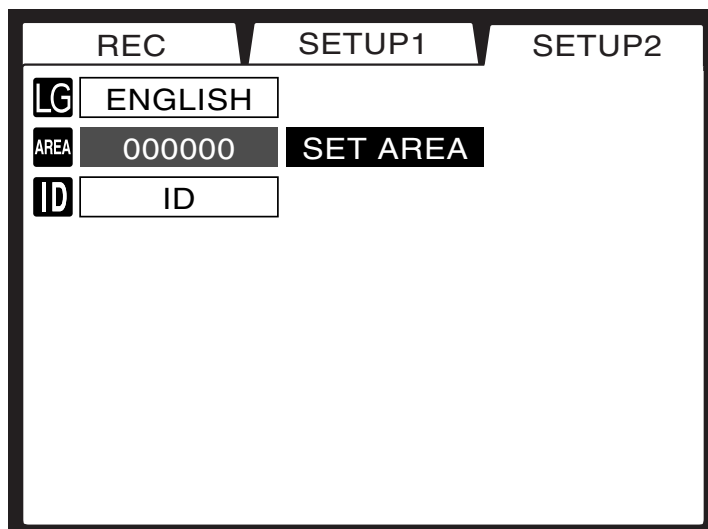 REC SETUP1 SETUP2
LG ENGLISH
AREA 000000 SET AREA
ID ID